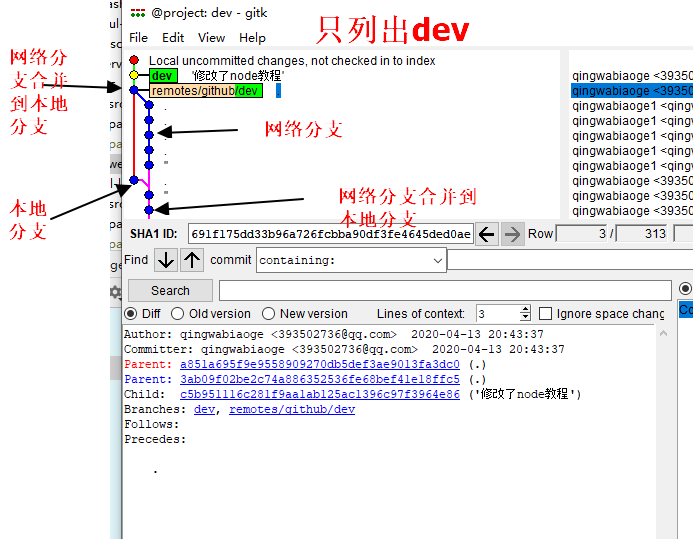 @project: dev - gitk
只列出dev
File Edit View Help
网络分
支合并
到本地
分支
Local uncommitted changes, not checked in to index
dev '修改了node教程'
remotes/github/dev .
qingwabiaoge <39350
qingwabiaoge <39350
qingwabiaoge1 <qing
qingwabiaoge1 <qing
qingwabiaoge1 <qing
qingwabiaoge1 <qing
qingwabiaoge1 <qing
qingwabiaoge <39350
qingwabiaoge <39350
qingwabiaoge <39350
网络分支
本地
分支
网络分支合并到
本地分支
SHA1 ID: 691f175dd33b96a726fcbba90df3fe4645ded0ae Row 3 / 313
Find commit containing:
Search
Diff Old version New version Lines of context: 3 Ignore space chang
Author: qingwabiaoge <393502736@qq.com> 2020-04-13 20:43:37
Committer: qingwabiaoge <393502736@qq.com> 2020-04-13 20:43:37
Parent: a851a695f9e9558909270db5def3ae9013fa3dc0 (.)
Parent: 3ab09f02be2c74a886352536fe68bef41e18ffc5 (.)
Child: c5b951116c281f9aa1ab125ac1396c97f3964e86 ('修改了node教程')
Branches: dev, remotes/github/dev
Follows:
Precedes:
.